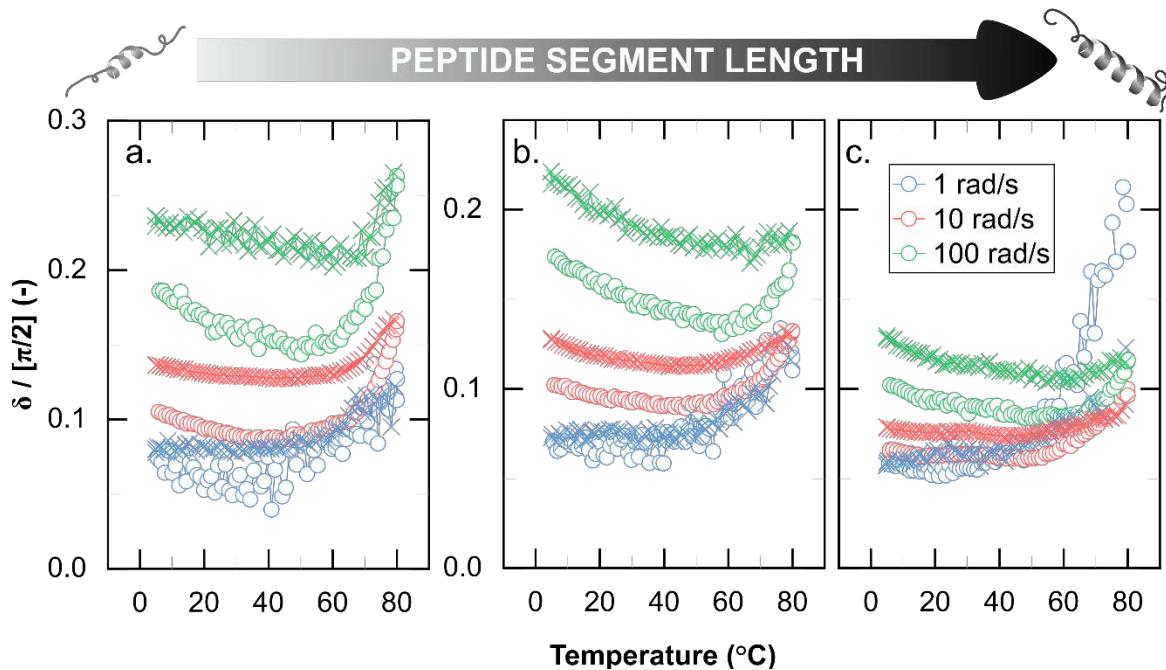 PEPTIDE SEGMENT LENGTH
a.
b.
c.
1 rad/s
10 rad/s
100 rad/s
0.3
0.2
0.1
0.0
0.2
0.1
0.0
δ / [π/2] (-)
0 20 40 60 80
0 20 40 60 80
0 20 40 60 80
Temperature (°C)